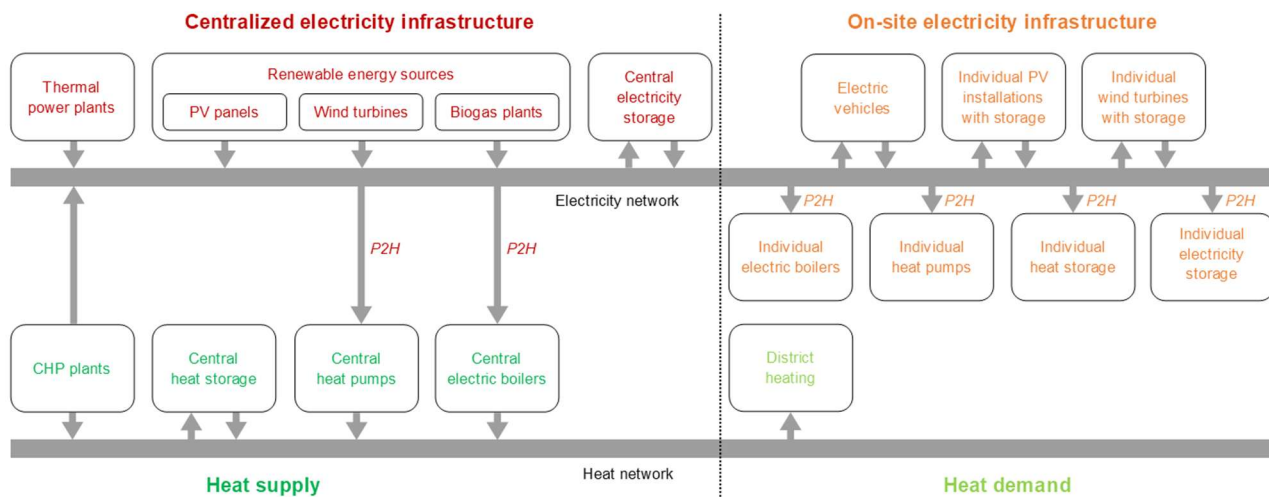 Centralized electricity infrastructure
On-site electricity infrastructure
Thermal
power plants
Renewable energy sources
PV panels
Wind turbines
Biogas plants
Central
electricity
storage
Electric
vehicles
Individual PV
installations
with storage
Individual
wind turbines
with storage
Electricity network
P2H
P2H
P2H
P2H
P2H
P2H
Individual
electric boilers
Individual
heat pumps
Individual
heat storage
Individual
electricity
storage
CHP plants
Central
heat storage
Central
heat pumps
Central
electric boilers
District
heating
Heat network
Heat supply
Heat demand